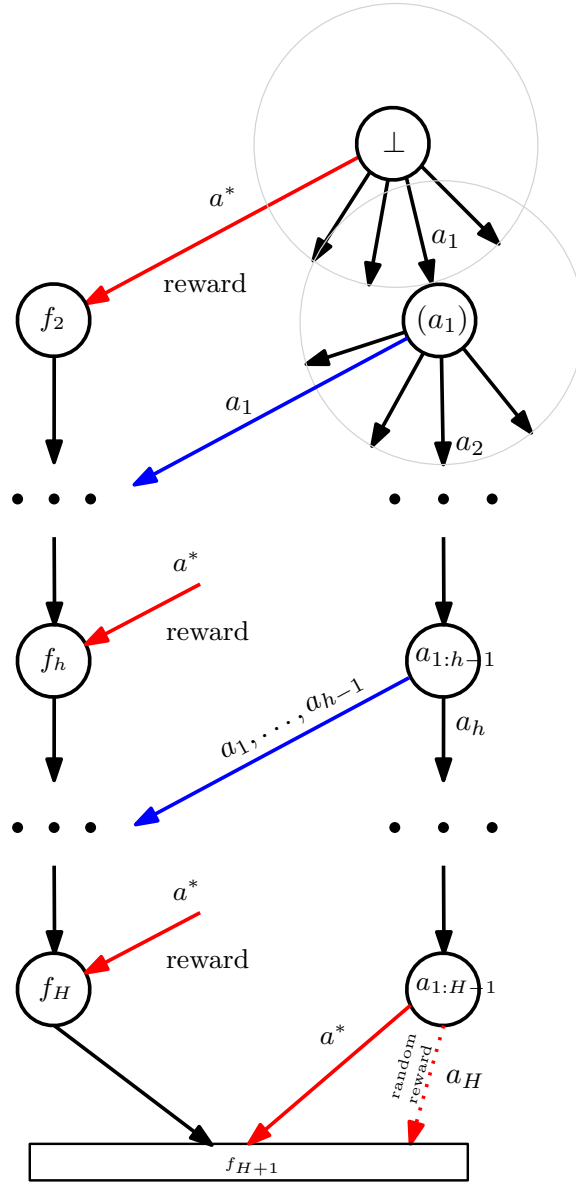 ⊥
a*
a₁
reward
f₂
(a₁)
a₁
a₂
• • •
• • •
a*
reward
f_h
a_{1:h−1}
a₁, …, a_{h−1}
a_h
• • •
• • •
a*
reward
f_H
a_{1:H−1}
a*
random
reward
a_H
f_{H+1}